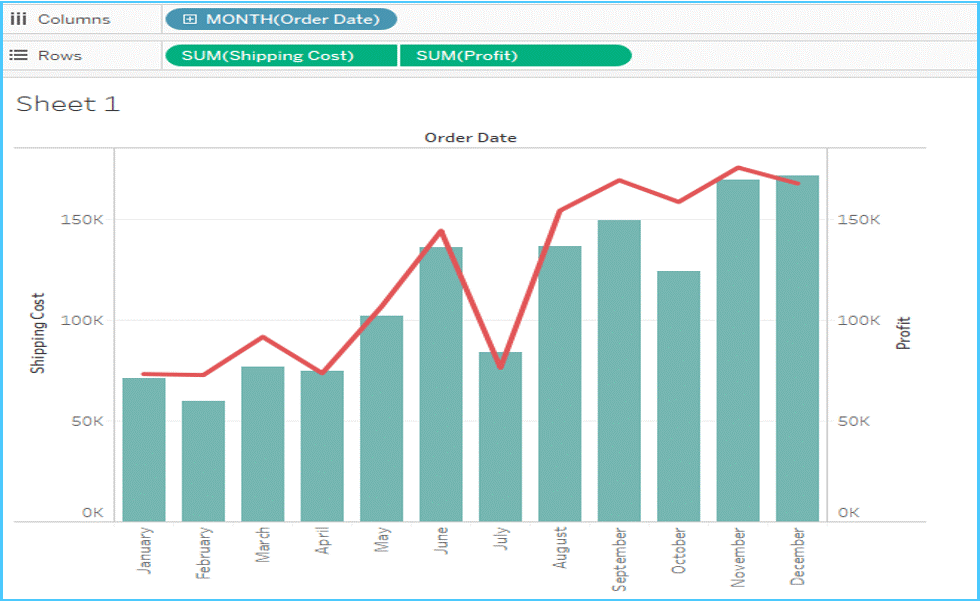 Columns MONTH(Order Date)
Rows SUM(Shipping Cost) SUM(Profit)
Sheet 1
Order Date
Shipping Cost
150K
100K
50K
0K
150K
100K
50K
0K
Profit
January February March April May June July August September October November December